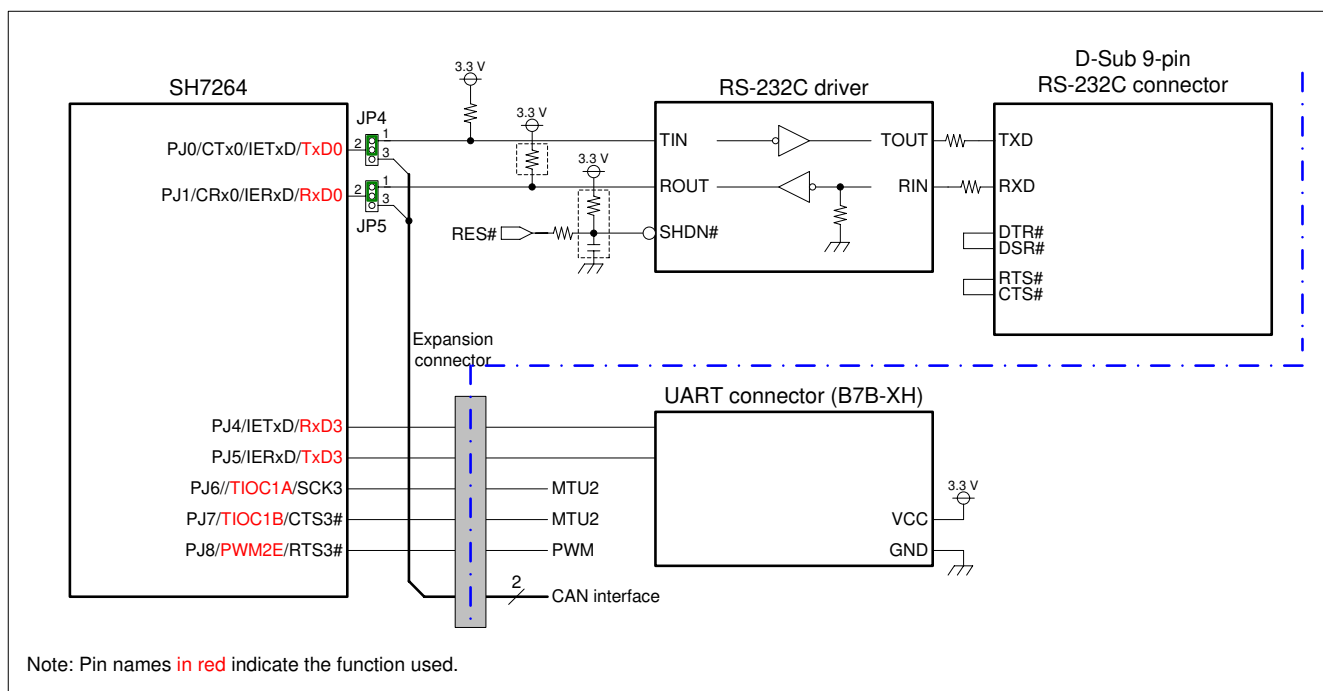 D-Sub 9-pin
RS-232C connector
SH7264
3.3 V
RS-232C driver
3.3 V
JP4
1
2
3
PJ0/CTx0/IETxD/TxD0
TIN
TOUT
TXD
3.3 V
1
2
3
PJ1/CRx0/IERxD/RxD0
ROUT
RIN
RXD
JP5
RES#
SHDN#
DTR#
DSR#
RTS#
CTS#
Expansion
connector
UART connector (B7B-XH)
PJ4/IETxD/RxD3
PJ5/IERxD/TxD3
PJ6//TIOC1A/SCK3
MTU2
3.3 V
PJ7/TIOC1B/CTS3#
MTU2
VCC
PJ8/PWM2E/RTS3#
PWM
GND
2
CAN interface
Note: Pin names in red indicate the function used.